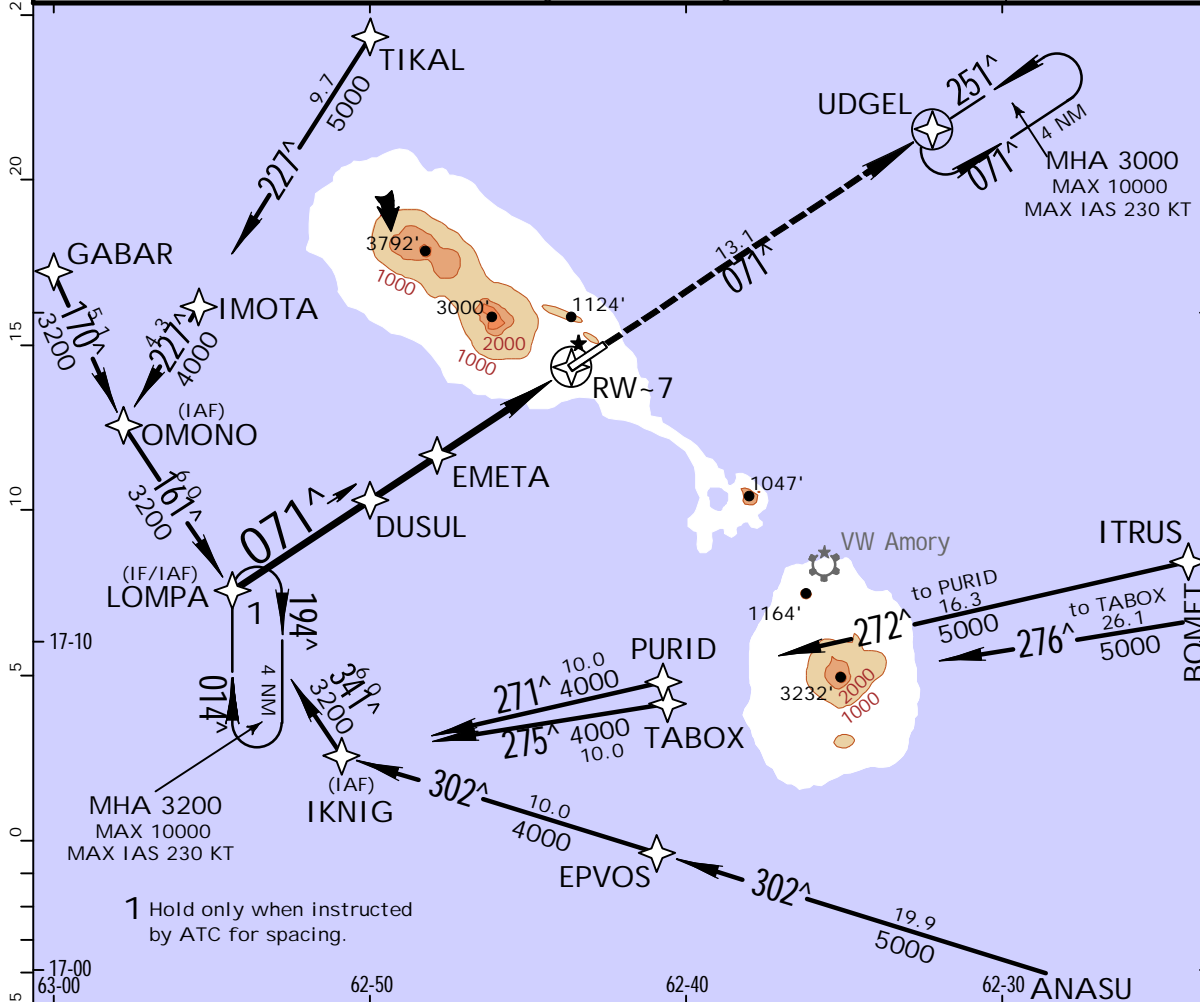 TIKAL
9.7
5000
227^
UDGEL
251^
4 NM
071^
MHA 3000
MAX 10000
MAX IAS 230 KT
20
GABAR
170^
5.1
3200
IMOTA
4.3
227^
4000
3792'
1000
3000'
2000
1000
1124'
13.1
071^
15
RW~7
(IAF)
OMONO
161^
6.0
3200
EMETA
DUSUL
071^
10
1047'
(IF/IAF)
LOMPA
1
194^
014^
4 NM
VW Amory
1164'
ITRUS
to PURID
16.3
5000
272^
to TABOX
26.1
5000
276^
BOMET
17-10
5
PURID
10.0
4000
271^
275^
4000
10.0
TABOX
3232'
2000
1000
341^
6.0
3200
(IAF)
IKNIG
MHA 3200
MAX 10000
MAX IAS 230 KT
302^
10.0
4000
EPVOS
302^
19.9
5000
ANASU
0
1 Hold only when instructed
by ATC for spacing.
17-00
63-00
62-50
62-40
62-30
5